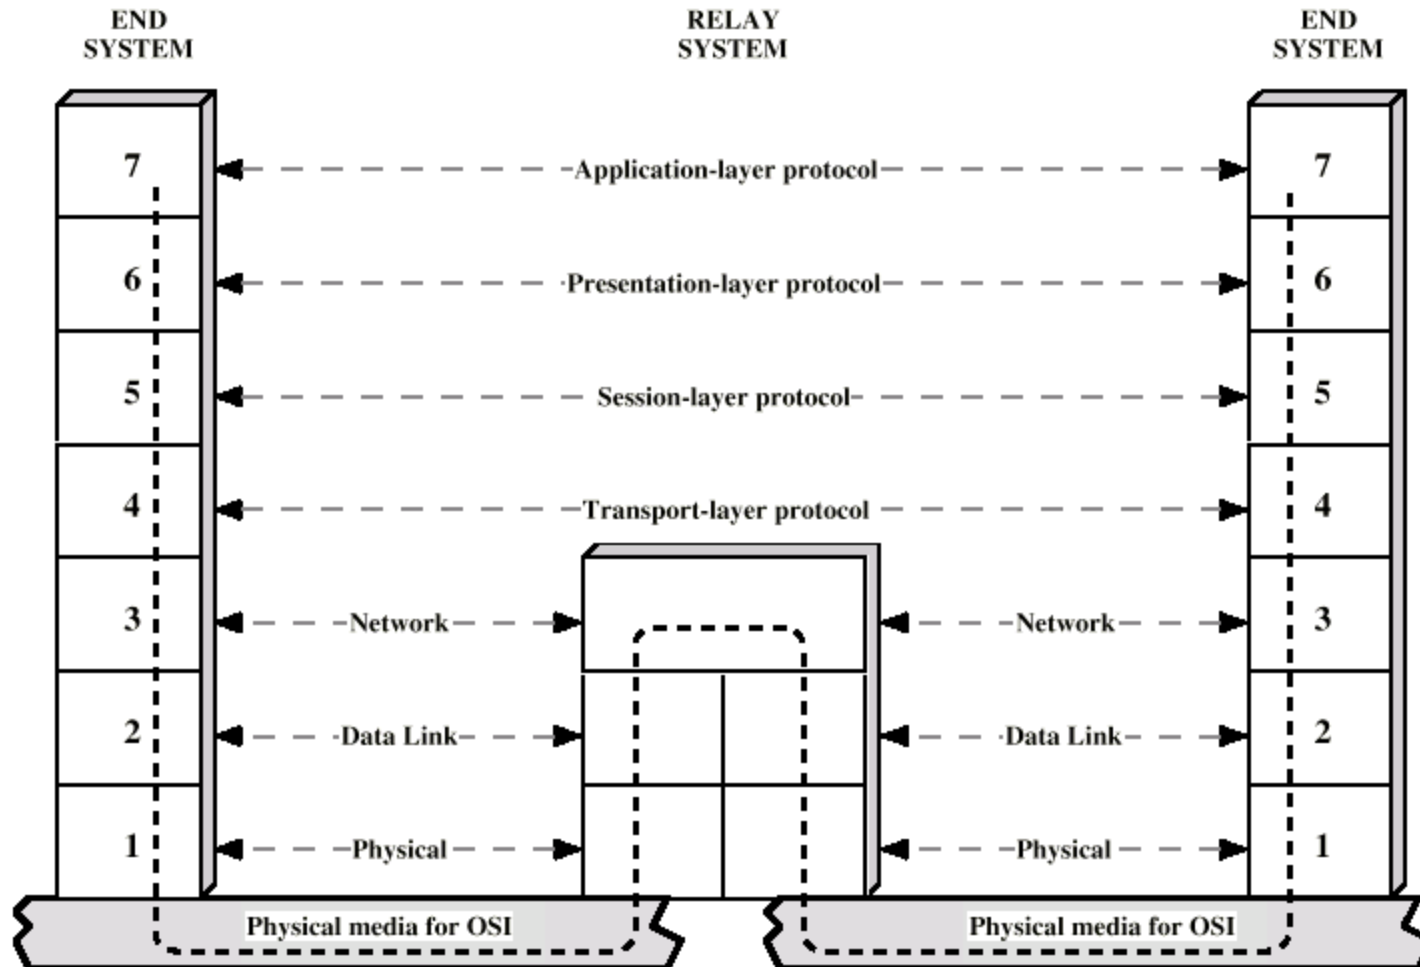 END
SYSTEM
RELAY
SYSTEM
END
SYSTEM
7
Application-layer protocol
7
6
Presentation-layer protocol
6
5
Session-layer protocol
5
4
Transport-layer protocol
4
3
Network
Network
3
2
Data Link
Data Link
2
1
Physical
Physical
1
Physical media for OSI
Physical media for OSI